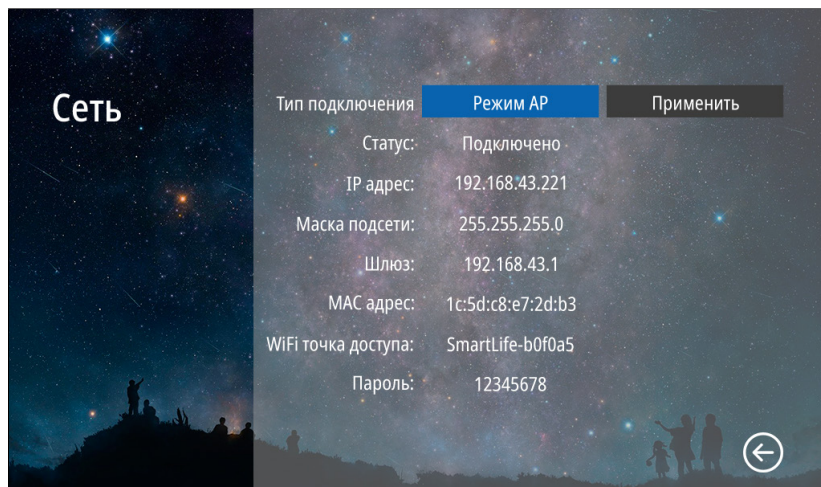 Сеть
Тип подключения Режим AP Применить
Статус: Подключено
IP адрес: 192.168.43.221
Маска подсети: 255.255.255.0
Шлюз: 192.168.43.1
MAC адрес: 1c:5d:c8:e7:2d:b3
WiFi точка доступа: SmartLife-b0f0a5
Пароль: 12345678